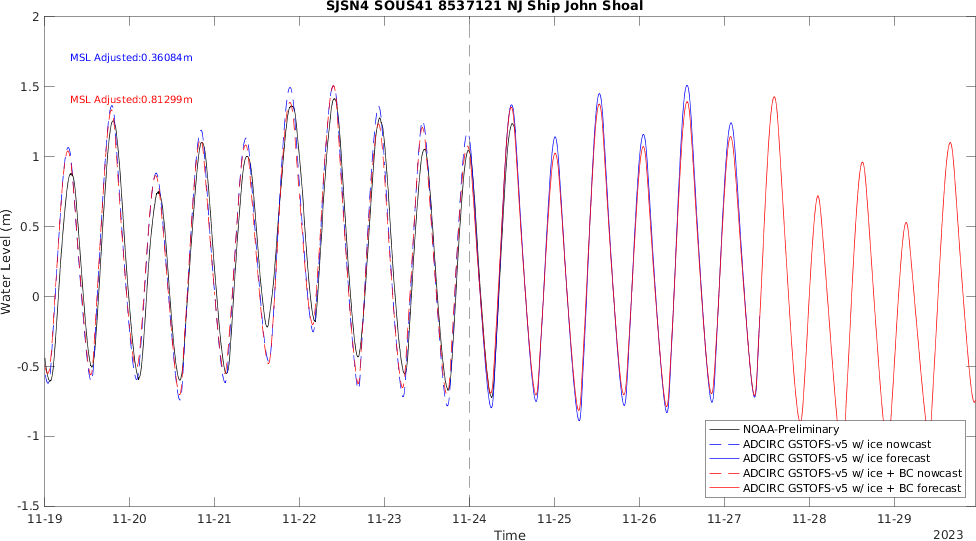 SJSN4 SOUS41 8537121 NJ Ship John Shoal
2
1.5
1
0.5
0
-0.5
-1
-1.5
Water Level (m)
MSL Adjusted:0.36084m
MSL Adjusted:0.81299m
NOAA-Preliminary
ADCIRC GSTOFS-v5 w/ ice nowcast
ADCIRC GSTOFS-v5 w/ ice forecast
ADCIRC GSTOFS-v5 w/ ice + BC nowcast
ADCIRC GSTOFS-v5 w/ ice + BC forecast
11-19 11-20 11-21 11-22 11-23 11-24 11-25 11-26 11-27 11-28 11-29
Time
2023